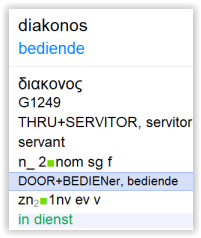 diakonos
bediende
διακονος
G1249
THRU+SERVITOR, servitor
servant
n_ 2■nom sg f
DOOR+BEDIENer, bediende
zn₂■1nv ev v
in dienst